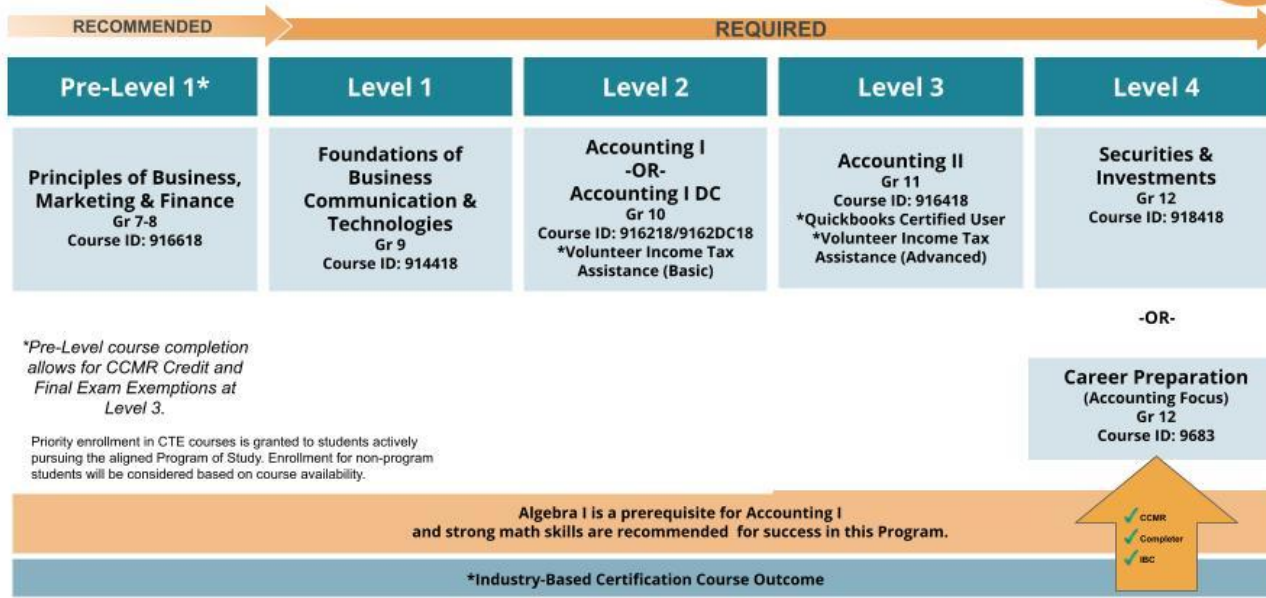 RECOMMENDED
REQUIRED
Pre-Level 1*
Level 1
Level 2
Level 3
Level 4
Principles of Business,
Marketing & Finance
Gr 7-8
Course ID: 916618
Foundations of
Business
Communication &
Technologies
Gr 9
Course ID: 914418
Accounting I
-OR-
Accounting I DC
Gr 10
Course ID: 916218/9162DC18
*Volunteer Income Tax
Assistance (Basic)
Accounting II
Gr 11
Course ID: 916418
*Quickbooks Certified User
*Volunteer Income Tax
Assistance (Advanced)
Securities &
Investments
Gr 12
Course ID: 918418
-OR-
Career Preparation
(Accounting Focus)
Gr 12
Course ID: 9683
*Pre-Level course completion
allows for CCMR Credit and
Final Exam Exemptions at
Level 3.
Priority enrollment in CTE courses is granted to students actively
pursuing the aligned Program of Study. Enrollment for non-program
students will be considered based on course availability.
Algebra I is a prerequisite for Accounting I
and strong math skills are recommended for success in this Program.
✓ CCMR
✓ Completer
✓ IBC
*Industry-Based Certification Course Outcome